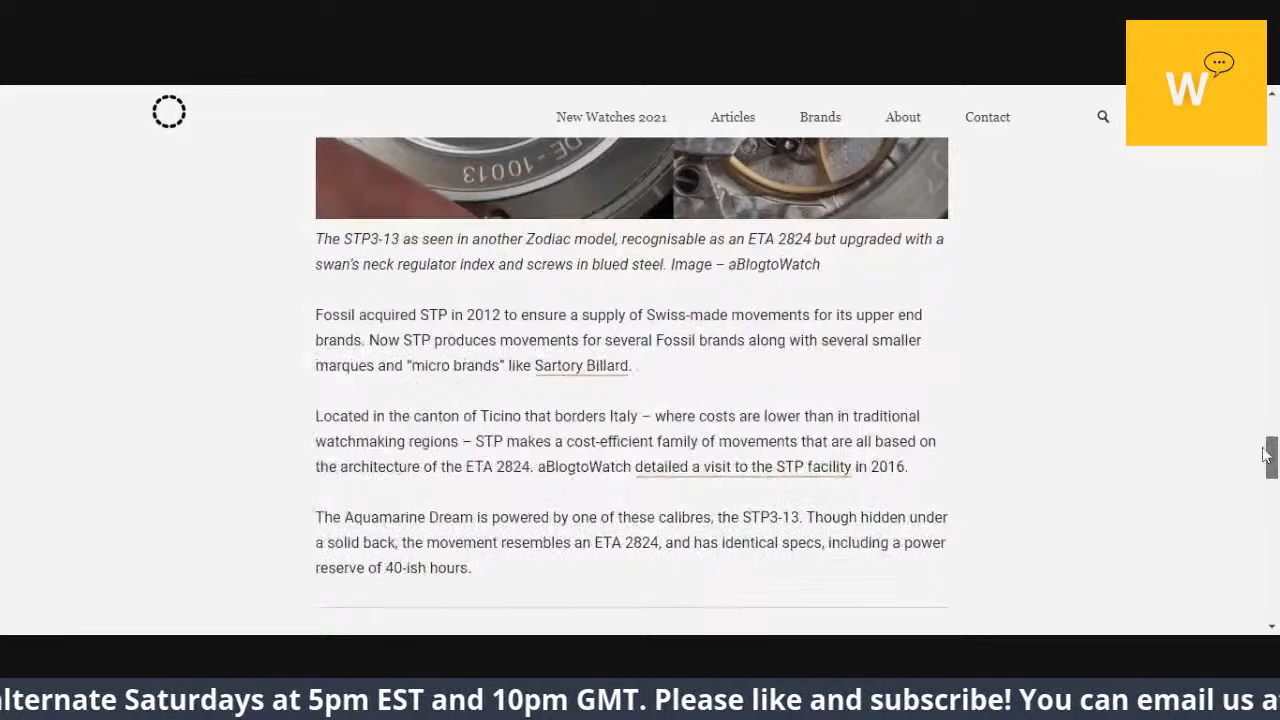 W
New Watches 2021 Articles Brands About Contact
DE - 10013
The STP3-13 as seen in another Zodiac model, recognisable as an ETA 2824 but upgraded with a
swan's neck regulator index and screws in blued steel. Image – aBlogtoWatch
Fossil acquired STP in 2012 to ensure a supply of Swiss-made movements for its upper end
brands. Now STP produces movements for several Fossil brands along with several smaller
marques and “micro brands” like Sartory Billard.
Located in the canton of Ticino that borders Italy – where costs are lower than in traditional
watchmaking regions – STP makes a cost-efficient family of movements that are all based on
the architecture of the ETA 2824. aBlogtoWatch detailed a visit to the STP facility in 2016.
The Aquamarine Dream is powered by one of these calibres, the STP3-13. Though hidden under
a solid back, the movement resembles an ETA 2824, and has identical specs, including a power
reserve of 40-ish hours.
alternate Saturdays at 5pm EST and 10pm GMT. Please like and subscribe! You can email us a